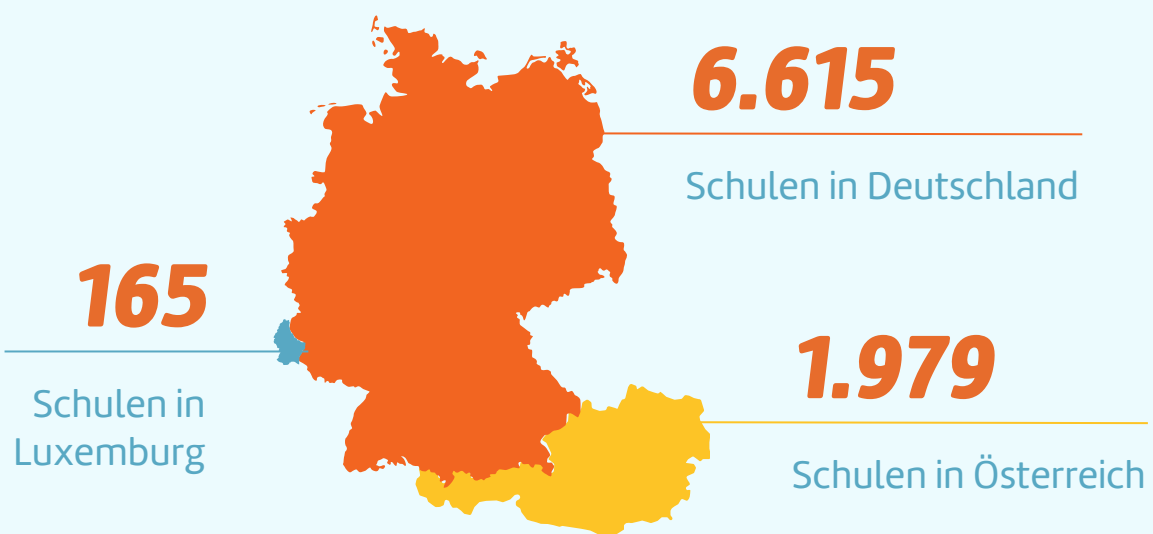 6.615
Schulen in Deutschland
165
Schulen in
Luxemburg
1.979
Schulen in Österreich